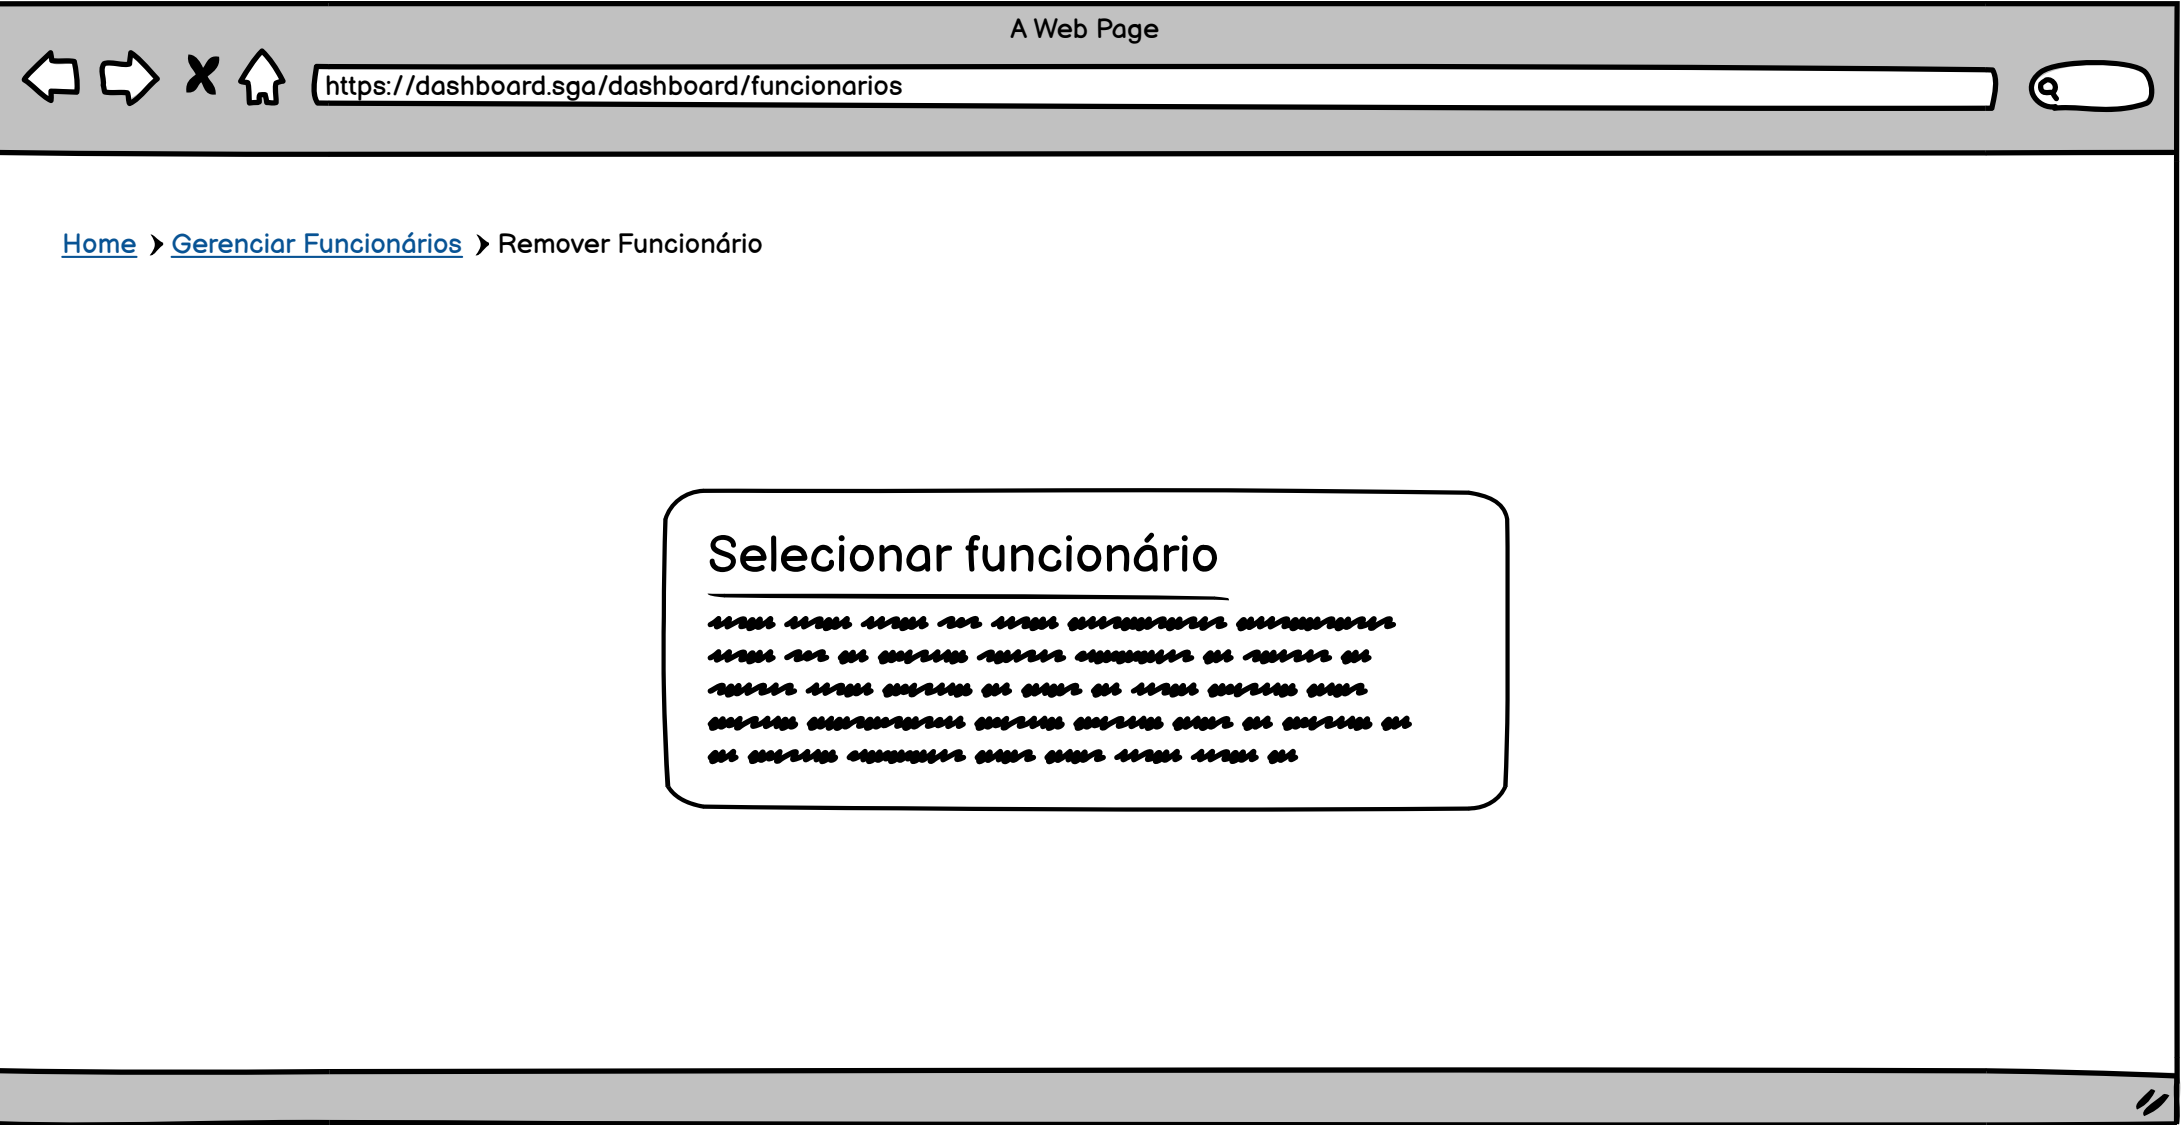 A Web Page
https://dashboard.sga/dashboard/funcionarios
Home > Gerenciar Funcionários > Remover Funcionário
Selecionar funcionário